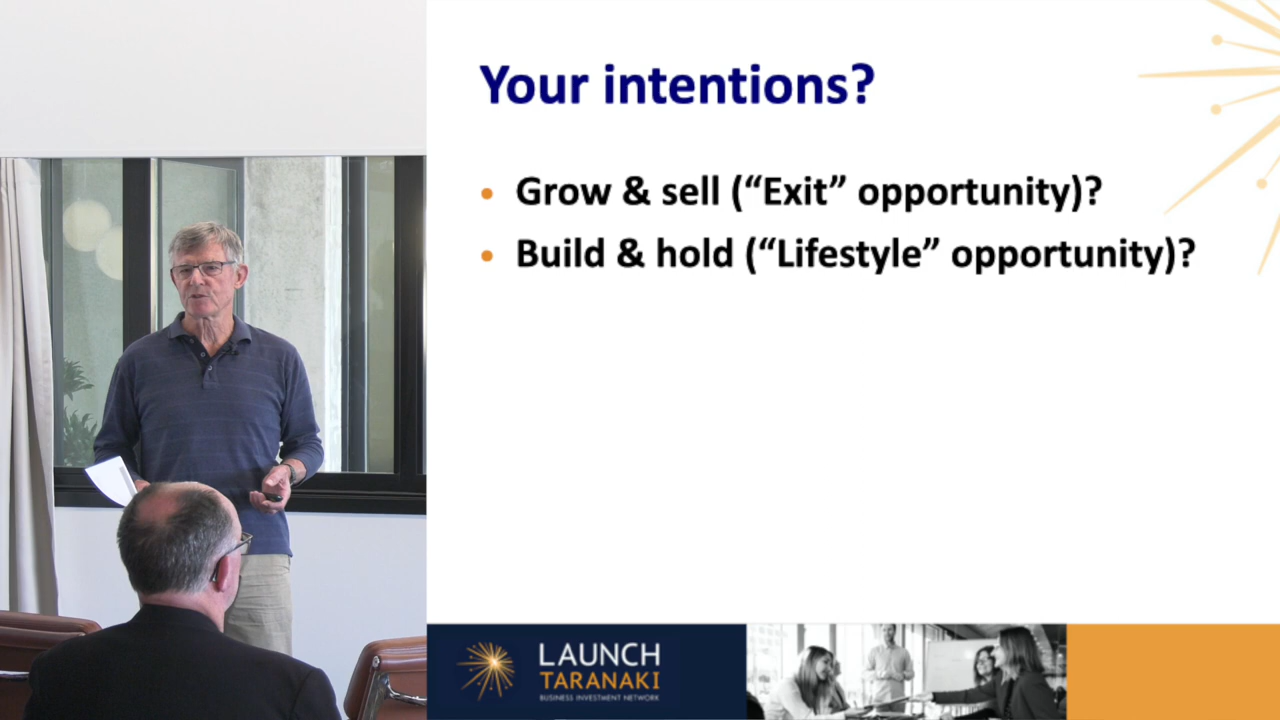 Your intentions?
• Grow & sell (“Exit” opportunity)?
• Build & hold (“Lifestyle” opportunity)?
LAUNCH
TARANAKI
BUSINESS INVESTMENT NETWORK